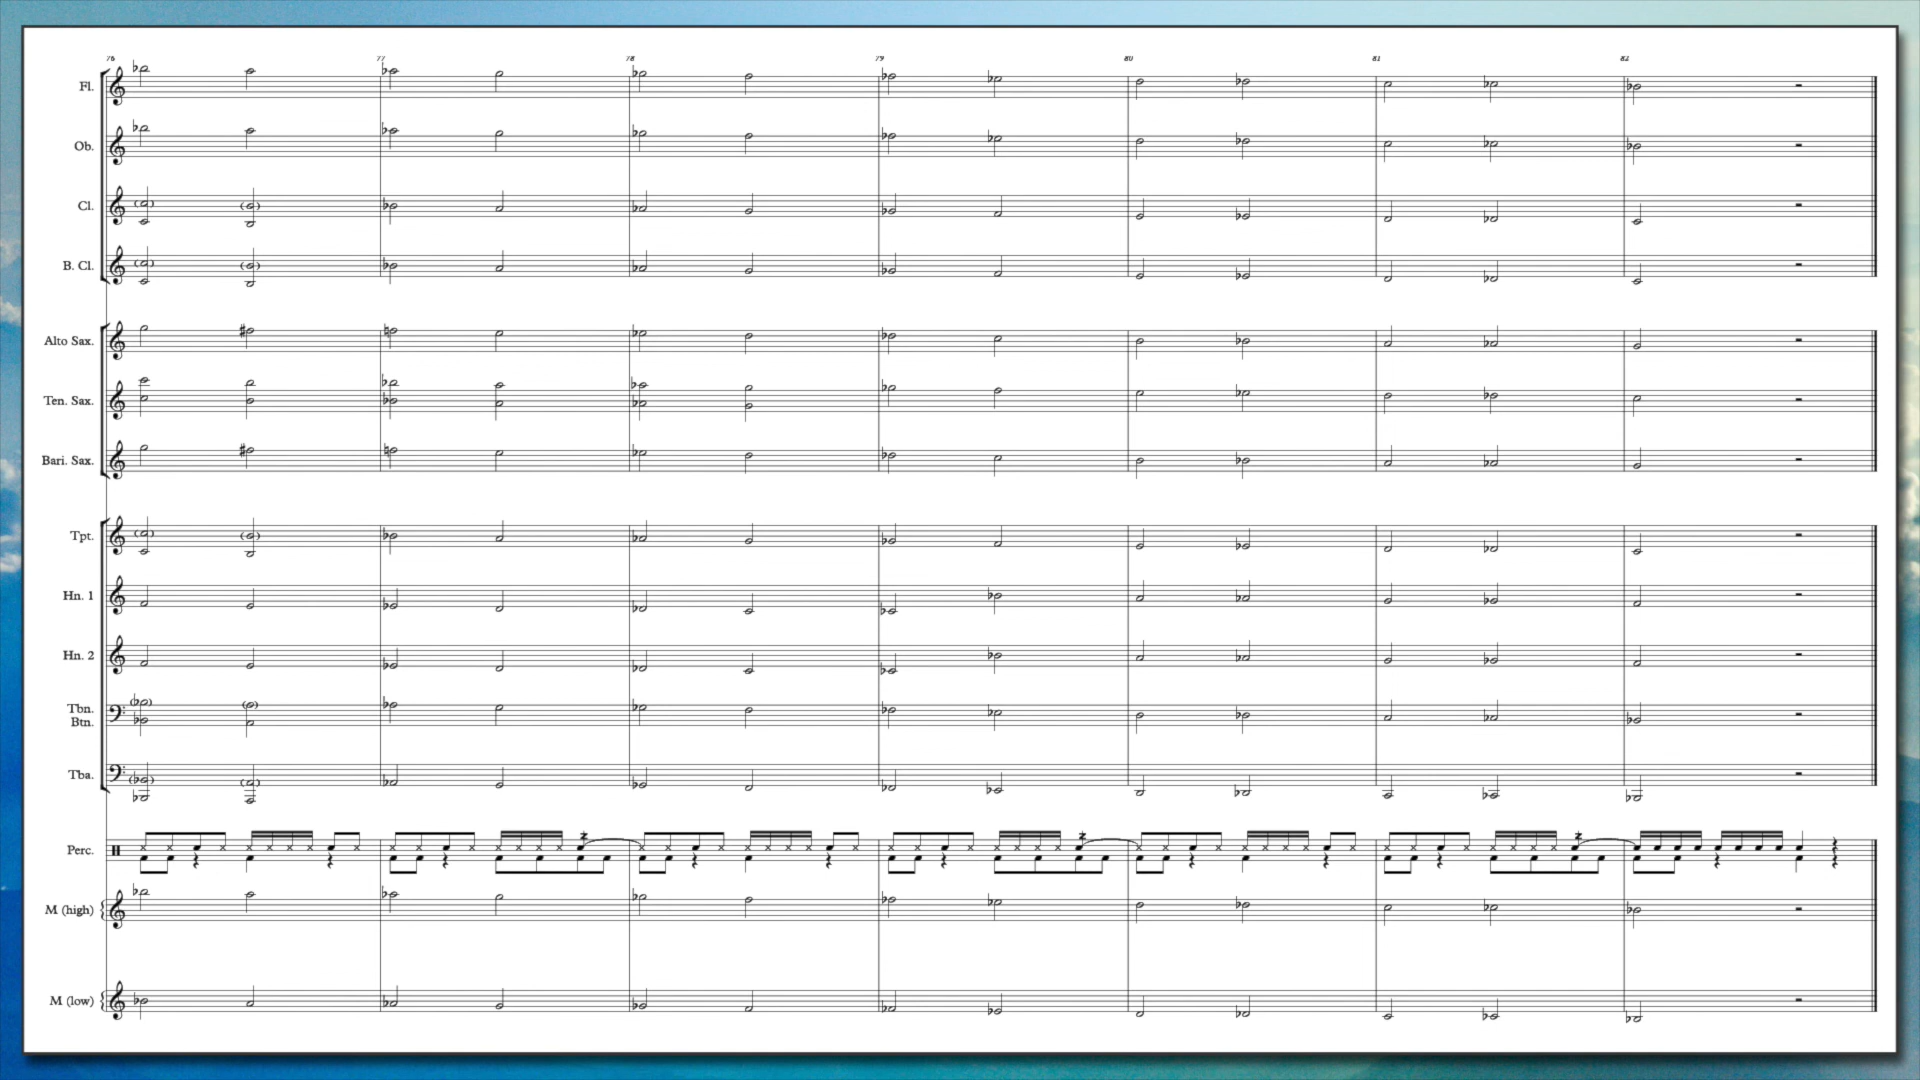 76 77 78 79 80 81 82
Fl.
Ob.
Cl.
B. Cl.
Alto Sax.
Ten. Sax.
Bari. Sax.
Tpt.
Hn. 1
Hn. 2
Tbn.
Btn.
Tba.
Perc.
M (high)
M (low)